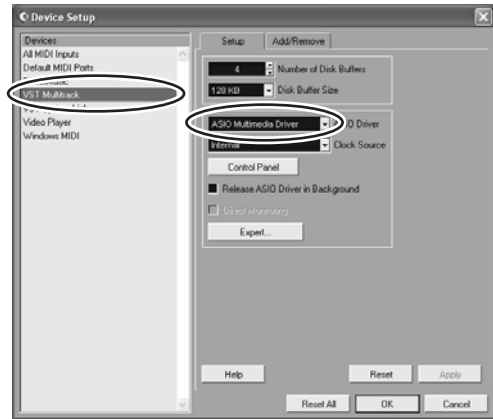 Device Setup
Devices
All MIDI Inputs
Default MIDI Ports
VST Multitrack
Video Player
Windows MIDI
Setup
Add/Remove
4 Number of Disk Buffers
128 KB Disk Buffer Size
ASIO Multimedia Driver Driver
Internal Clock Source
Control Panel
Release ASIO Driver in Background
Direct Monitoring
Expert...
Help
Reset
Apply
Reset All
OK
Cancel